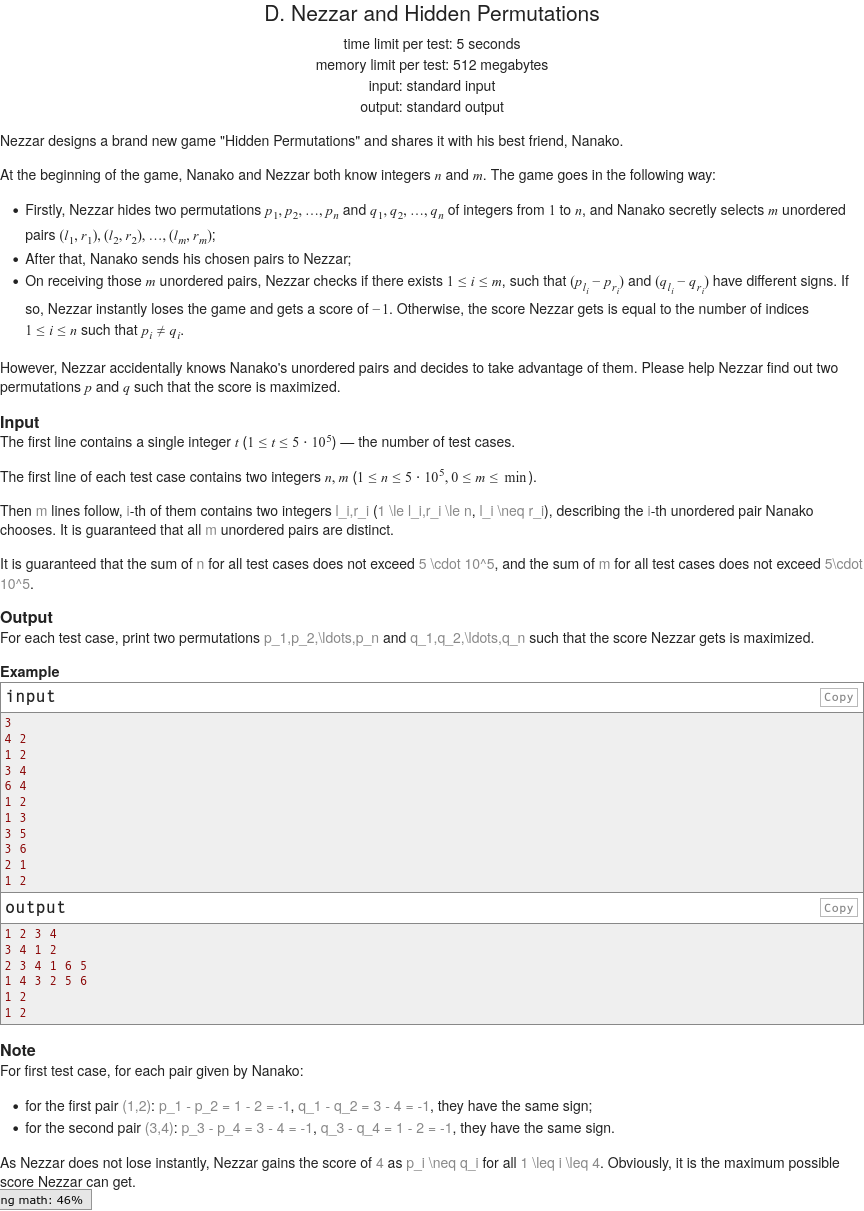 D. Nezzar and Hidden Permutations
time limit per test: 5 seconds
memory limit per test: 512 megabytes
input: standard input
output: standard output
Nezzar designs a brand new game "Hidden Permutations" and shares it with his best friend, Nanako.
At the beginning of the game, Nanako and Nezzar both know integers n and m. The game goes in the following way:
• Firstly, Nezzar hides two permutations p_1, p_2, …, p_n and q_1, q_2, …, q_n of integers from 1 to n, and Nanako secretly selects m unordered
pairs (l_1, r_1), (l_2, r_2), …, (l_m, r_m);
• After that, Nanako sends his chosen pairs to Nezzar;
• On receiving those m unordered pairs, Nezzar checks if there exists 1 ≤ i ≤ m, such that (p_{l_i} − p_{r_i}) and (q_{l_i} − q_{r_i}) have different signs. If
so, Nezzar instantly loses the game and gets a score of −1. Otherwise, the score Nezzar gets is equal to the number of indices
1 ≤ i ≤ n such that p_i ≠ q_i.
However, Nezzar accidentally knows Nanako's unordered pairs and decides to take advantage of them. Please help Nezzar find out two
permutations p and q such that the score is maximized.
Input
The first line contains a single integer t (1 ≤ t ≤ 5 · 10^5) — the number of test cases.
The first line of each test case contains two integers n, m (1 ≤ n ≤ 5 · 10^5, 0 ≤ m ≤ min).
Then m lines follow, i-th of them contains two integers l_i,r_i (1 \le l_i,r_i \le n, l_i \neq r_i), describing the i-th unordered pair Nanako
chooses. It is guaranteed that all m unordered pairs are distinct.
It is guaranteed that the sum of n for all test cases does not exceed 5 \cdot 10^5, and the sum of m for all test cases does not exceed 5\cdot
10^5.
Output
For each test case, print two permutations p_1,p_2,\ldots,p_n and q_1,q_2,\ldots,q_n such that the score Nezzar gets is maximized.
Example
input
Copy
3
4 2
1 2
3 4
6 4
1 2
1 3
3 5
3 6
2 1
1 2
output
Copy
1 2 3 4
3 4 1 2
2 3 4 1 6 5
1 4 3 2 5 6
1 2
1 2
Note
For first test case, for each pair given by Nanako:
• for the first pair (1,2): p_1 - p_2 = 1 - 2 = -1, q_1 - q_2 = 3 - 4 = -1, they have the same sign;
• for the second pair (3,4): p_3 - p_4 = 3 - 4 = -1, q_3 - q_4 = 1 - 2 = -1, they have the same sign.
As Nezzar does not lose instantly, Nezzar gains the score of 4 as p_i \neq q_i for all 1 \leq i \leq 4. Obviously, it is the maximum possible
score Nezzar can get.
ng math: 46%